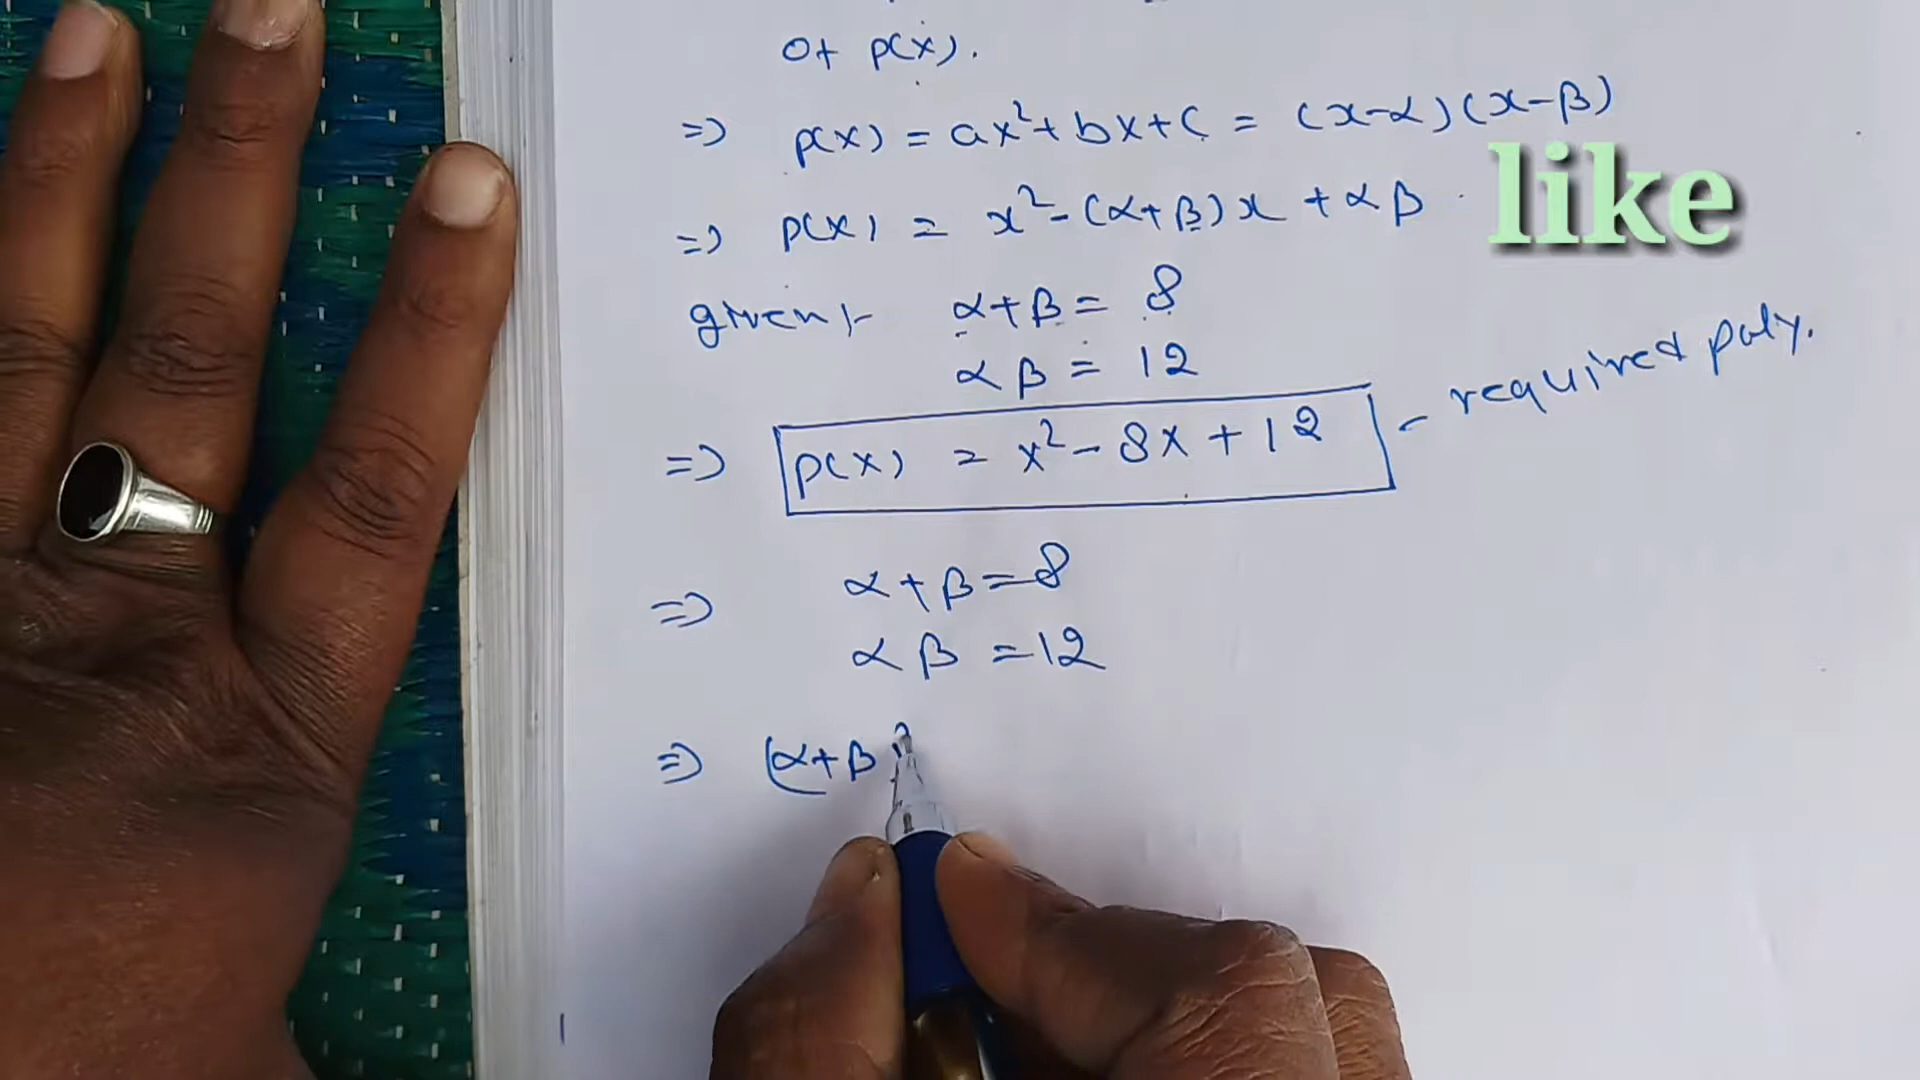 Of p(x).
=> p(x) = ax²+bx+c = (x-α)(x-β)
=> p(x) = x²-(α+β)x + αβ
like
given:- α+β = 8
αβ = 12
=> p(x) = x²-8x+12 - required poly.
=> α+β=8
αβ =12
=> (α+β